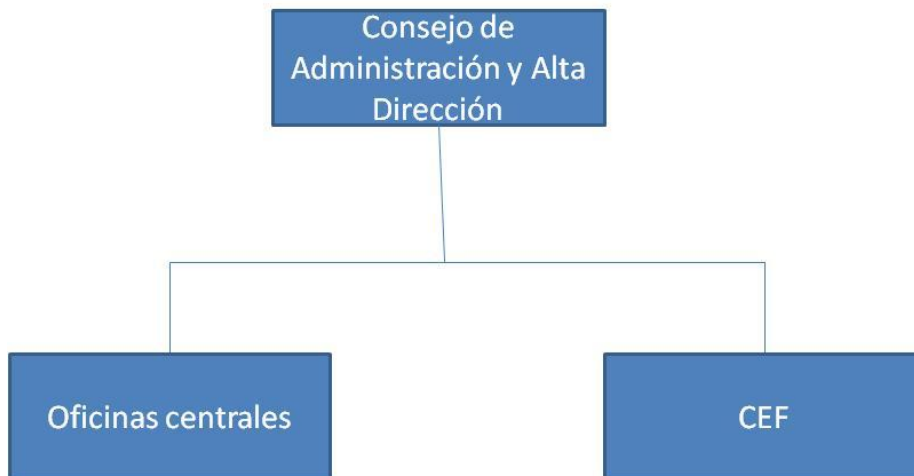 Consejo de
Administración y Alta
Dirección
Oficinas centrales
CEF